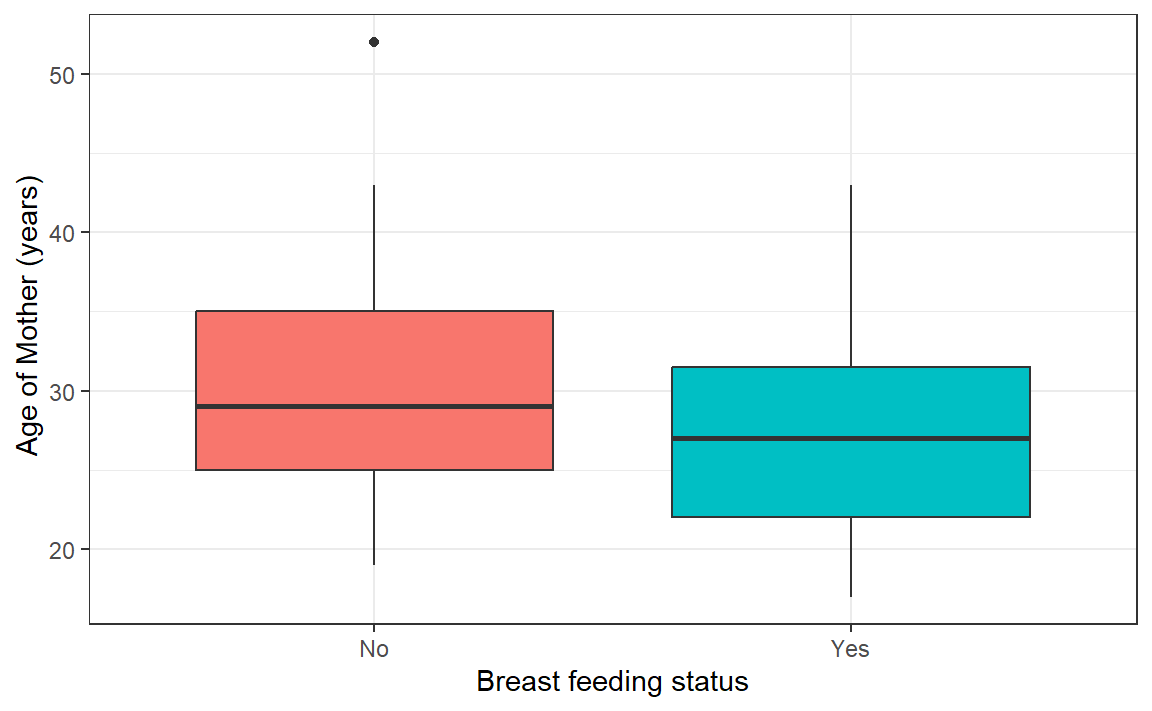 50
40
30
20
Age of Mother (years)
No
Yes
Breast feeding status